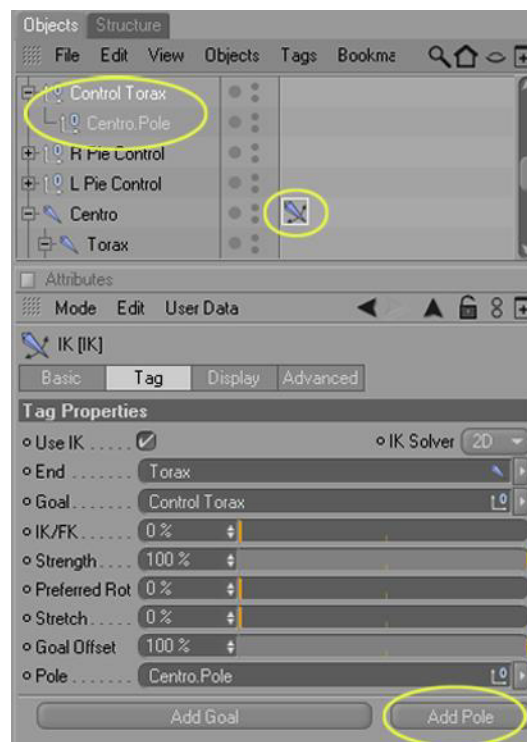 Objects Structure
File Edit View Objects Tags Bookma
Control Torax
Centro.Pole
R Pie Control
L Pie Control
Centro
Torax
Attributes
Mode Edit User Data
IK [IK]
Basic Tag Display Advanced
Tag Properties
Use IK ..... IK Solver 2D
End ....... Torax
Goal....... Control Torax
IK/FK..... 0 %
Strength.... 100 %
Preferred Rot 0 %
Stretch..... 0 %
Goal Offset 100 %
Pole....... Centro.Pole
Add Goal Add Pole